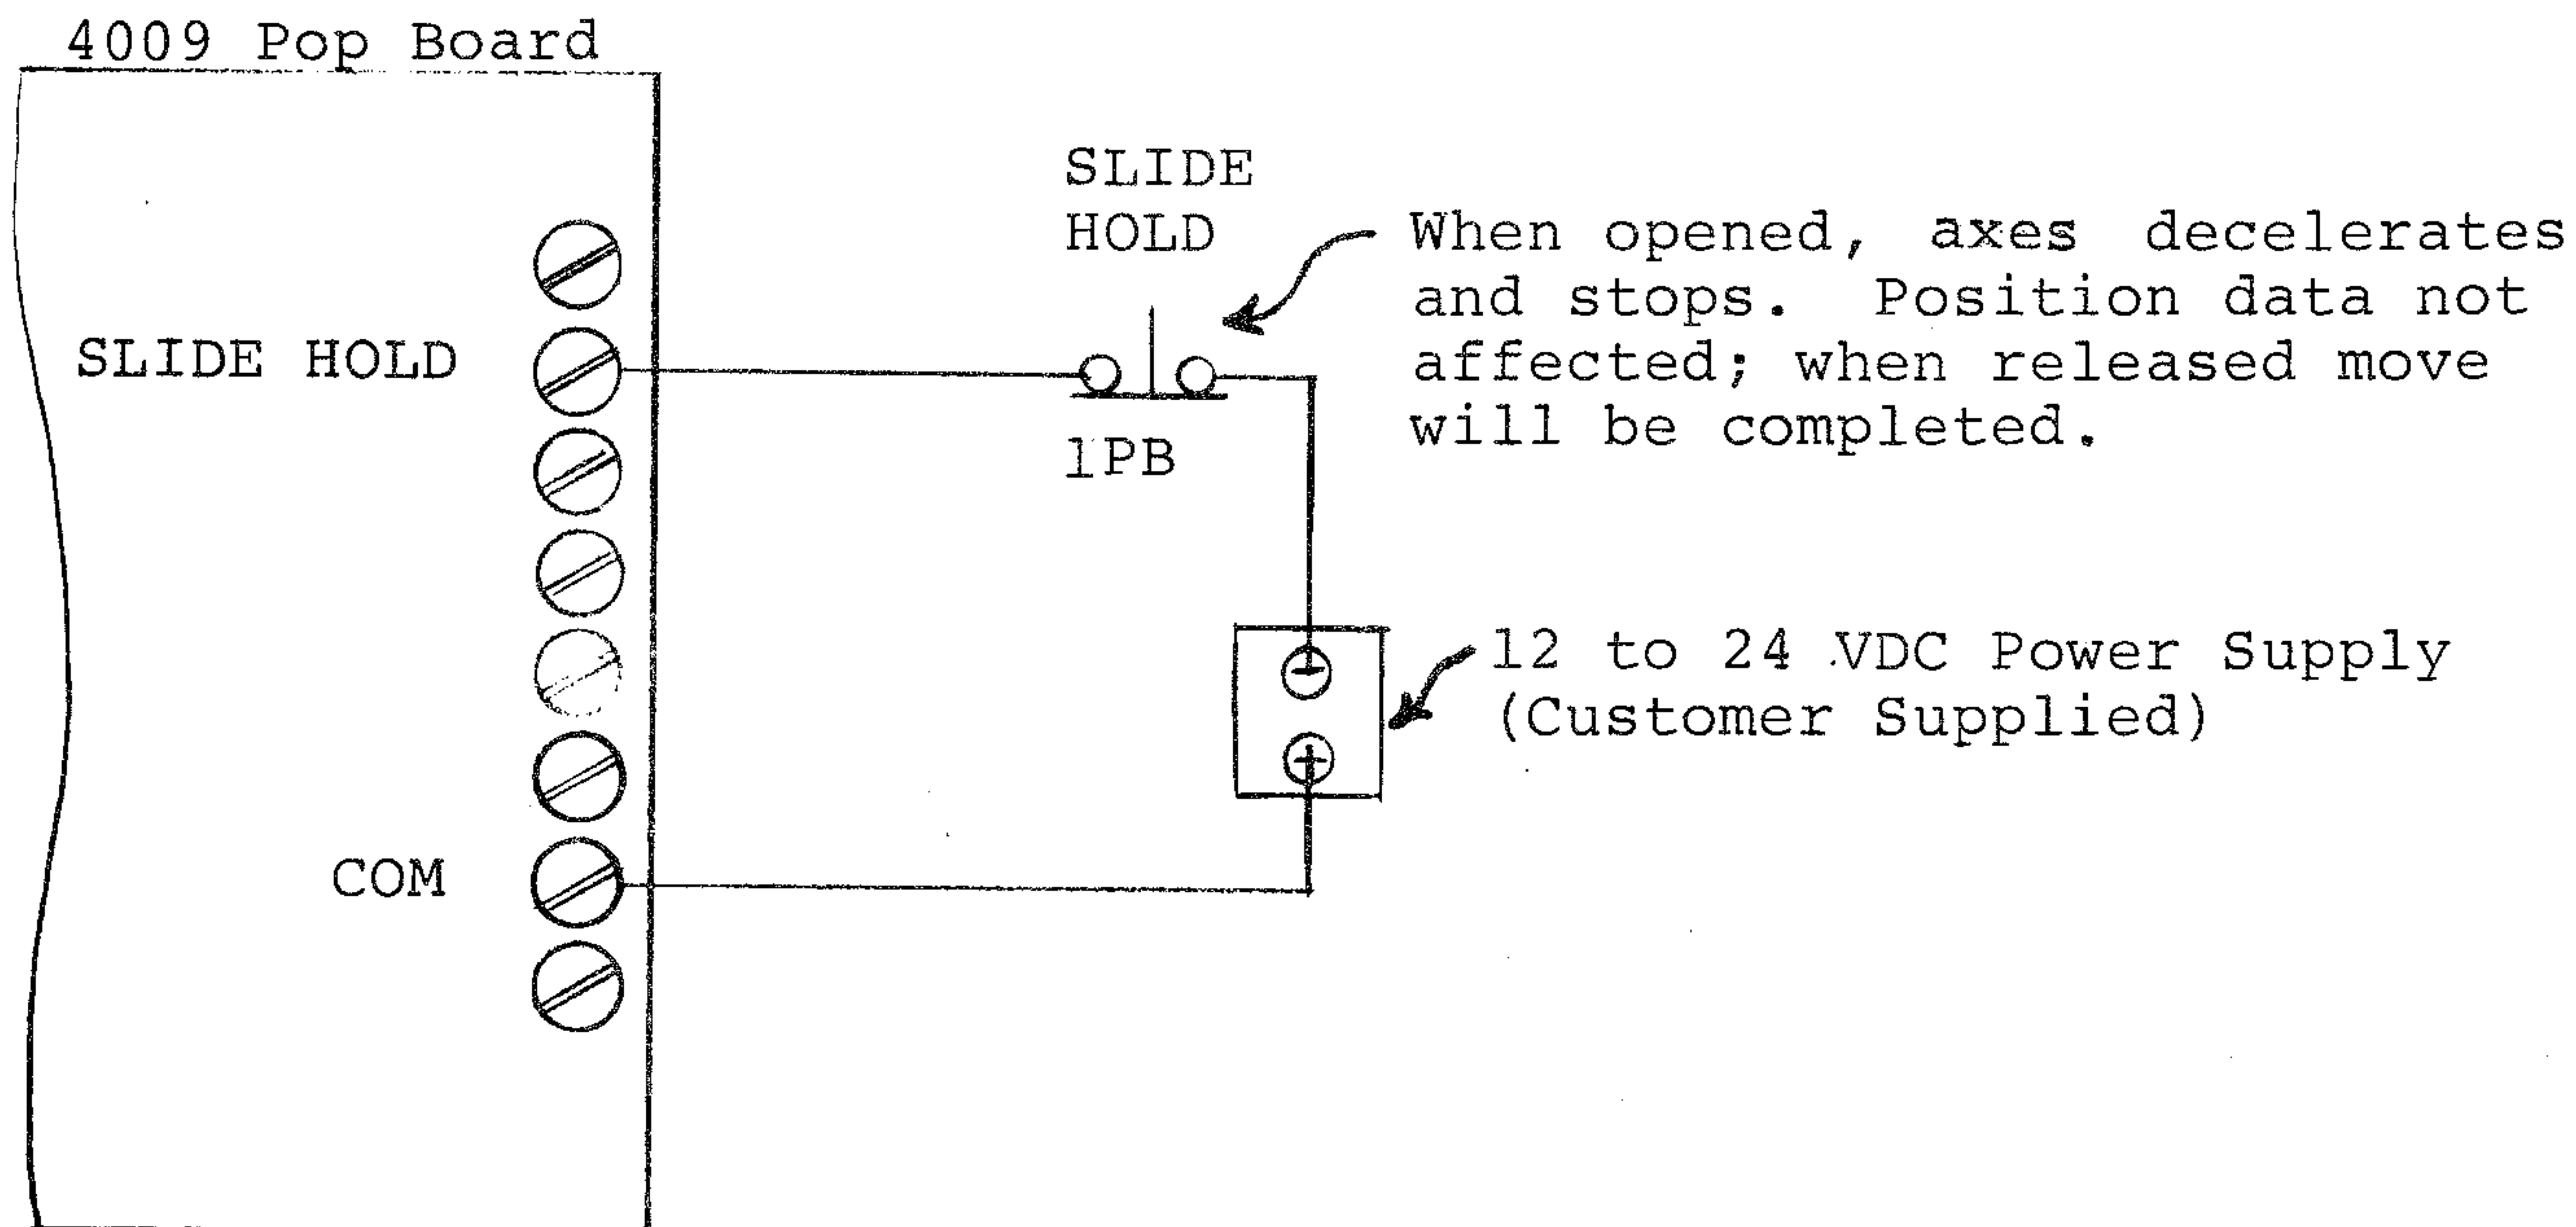 4009 Pop Board
SLIDE
HOLD
When opened, axes decelerates
and stops. Position data not
affected; when released move
will be completed.
SLIDE HOLD
1PB
12 to 24 VDC Power Supply
(Customer Supplied)
-
+
COM